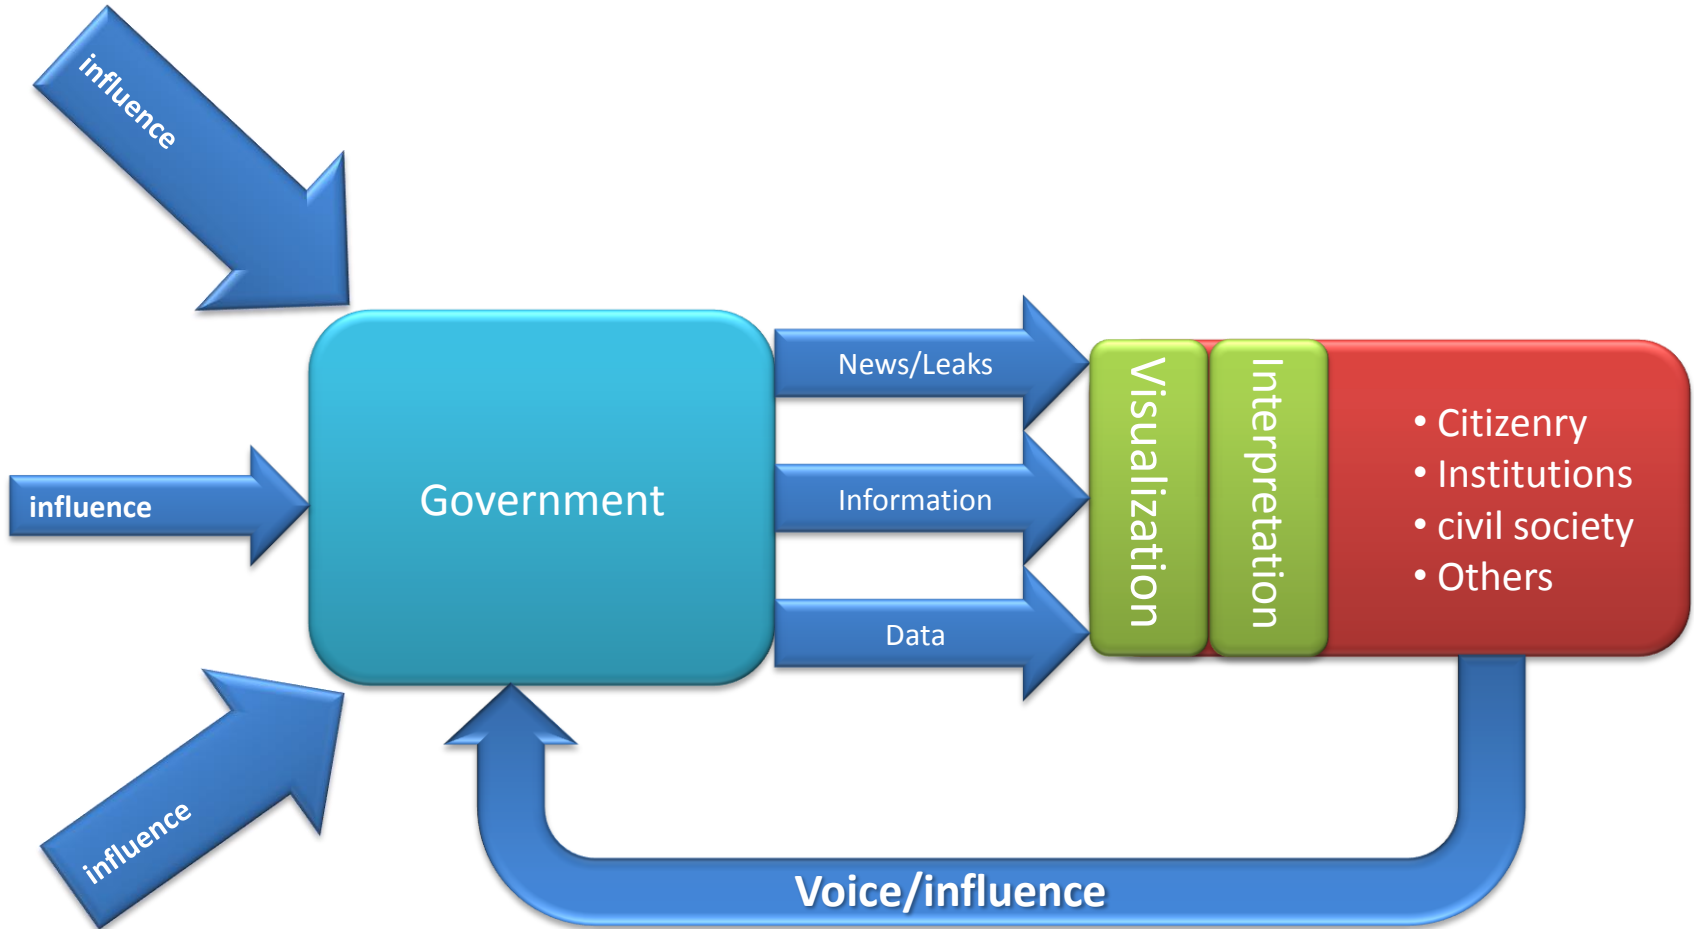 influence
influence
influence
Government
News/Leaks
Information
Data
Visualization
Interpretation
• Citizenry
• Institutions
• civil society
• Others
Voice/influence